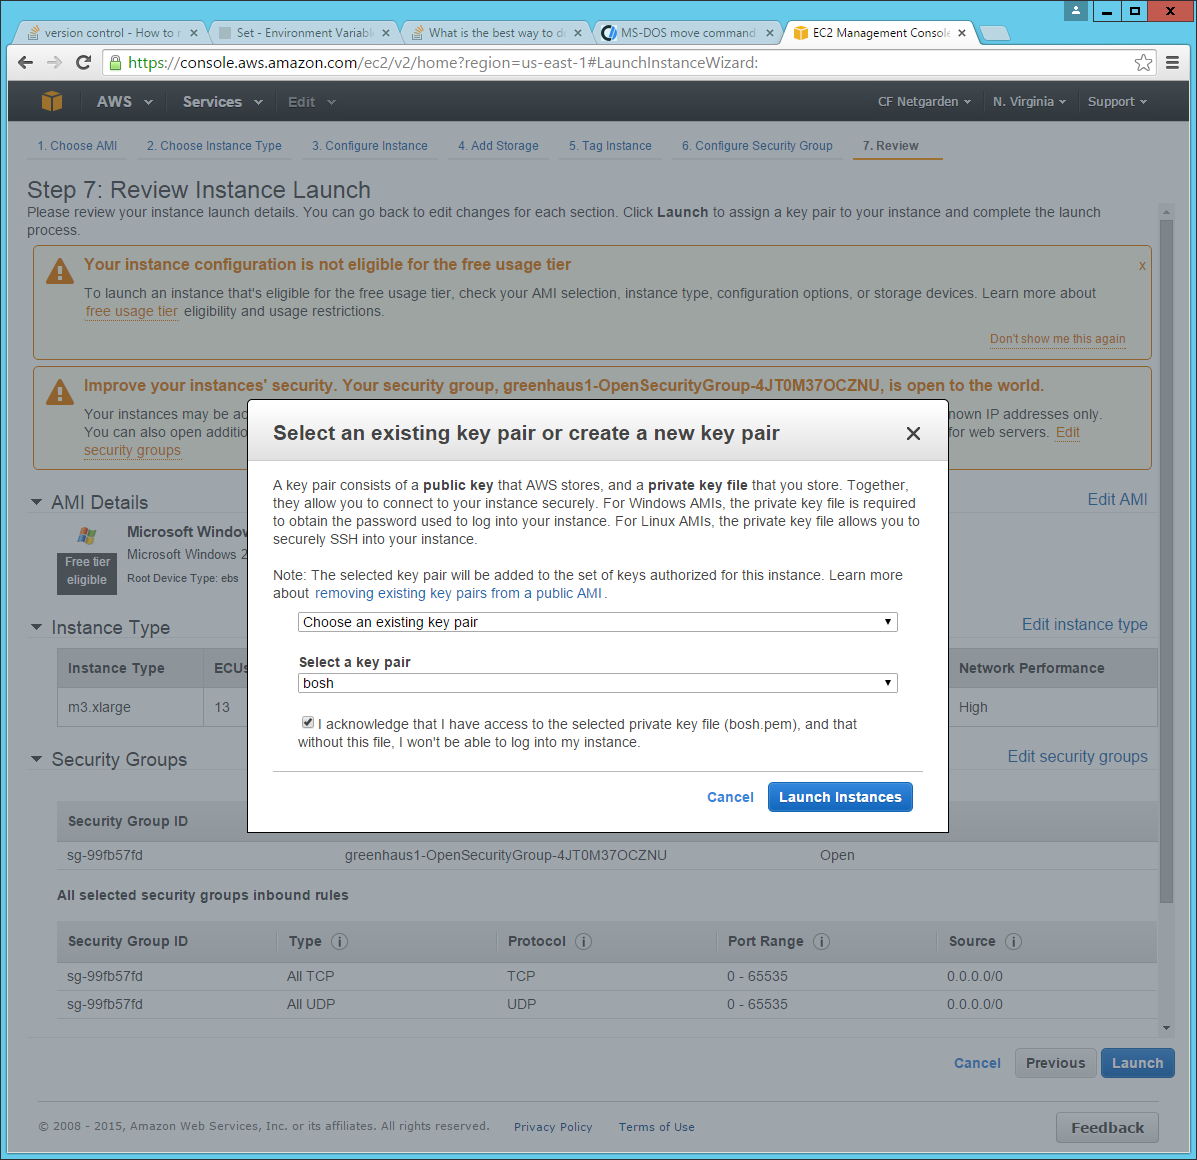 version control - How to r
Set - Environment Variable
What is the best way to d
MS-DOS move command
EC2 Management Console
https://console.aws.amazon.com/ec2/v2/home?region=us-east-1#LaunchInstanceWizard:
AWS Services Edit CF Netgarden N. Virginia Support
1. Choose AMI 2. Choose Instance Type 3. Configure Instance 4. Add Storage 5. Tag Instance 6. Configure Security Group 7. Review
Step 7: Review Instance Launch
Please review your instance launch details. You can go back to edit changes for each section. Click Launch to assign a key pair to your instance and complete the launch
process.
Your instance configuration is not eligible for the free usage tier x
To launch an instance that's eligible for the free usage tier, check your AMI selection, instance type, configuration options, or storage devices. Learn more about
free usage tier eligibility and usage restrictions.
Don't show me this again
Improve your instances' security. Your security group, greenhaus1-OpenSecurityGroup-4JT0M37OCZNU, is open to the world.
Your instances may be ac
nown IP addresses only.
You can also open additio
for web servers. Edit
security groups
Select an existing key pair or create a new key pair
A key pair consists of a public key that AWS stores, and a private key file that you store. Together,
they allow you to connect to your instance securely. For Windows AMIs, the private key file is required
to obtain the password used to log into your instance. For Linux AMIs, the private key file allows you to
securely SSH into your instance.
Note: The selected key pair will be added to the set of keys authorized for this instance. Learn more
about removing existing key pairs from a public AMI.
Choose an existing key pair
Select a key pair
bosh
I acknowledge that I have access to the selected private key file (bosh.pem), and that
without this file, I won't be able to log into my instance.
Cancel Launch Instances
AMI Details Edit AMI
Microsoft Window
Microsoft Windows 2
Free tier
eligible
Root Device Type: ebs
Instance Type Edit instance type
Instance Type ECUs Network Performance
m3.xlarge 13 High
Security Groups Edit security groups
Security Group ID
sg-99fb57fd greenhaus1-OpenSecurityGroup-4JT0M37OCZNU Open
All selected security groups inbound rules
Security Group ID Type Protocol Port Range Source
sg-99fb57fd All TCP TCP 0 - 65535 0.0.0.0/0
sg-99fb57fd All UDP UDP 0 - 65535 0.0.0.0/0
Cancel Previous Launch
© 2008 - 2015, Amazon Web Services, Inc. or its affiliates. All rights reserved. Privacy Policy Terms of Use
Feedback